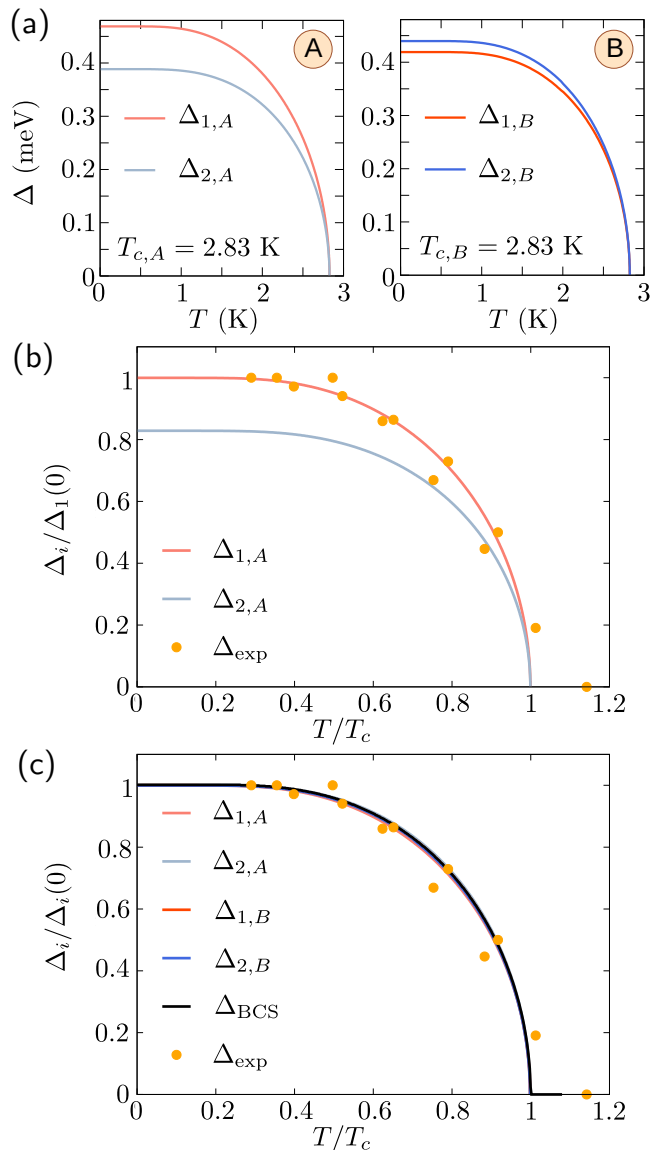 (a)
A
B
Δ (meV)
0.4
0.3
0.2
0.1
0
Δ1,A
Δ2,A
Tc,A = 2.83 K
0 1 2 3
T (K)
0.4
0.3
0.2
0.1
0
Δ1,B
Δ2,B
Tc,B = 2.83 K
0 1 2 3
T (K)
(b)
Δi/Δ1(0)
1
0.8
0.6
0.4
0.2
0
Δ1,A
Δ2,A
Δexp
0 0.2 0.4 0.6 0.8 1 1.2
T/Tc
(c)
Δi/Δi(0)
1
0.8
0.6
0.4
0.2
0
Δ1,A
Δ2,A
Δ1,B
Δ2,B
ΔBCS
Δexp
0 0.2 0.4 0.6 0.8 1 1.2
T/Tc